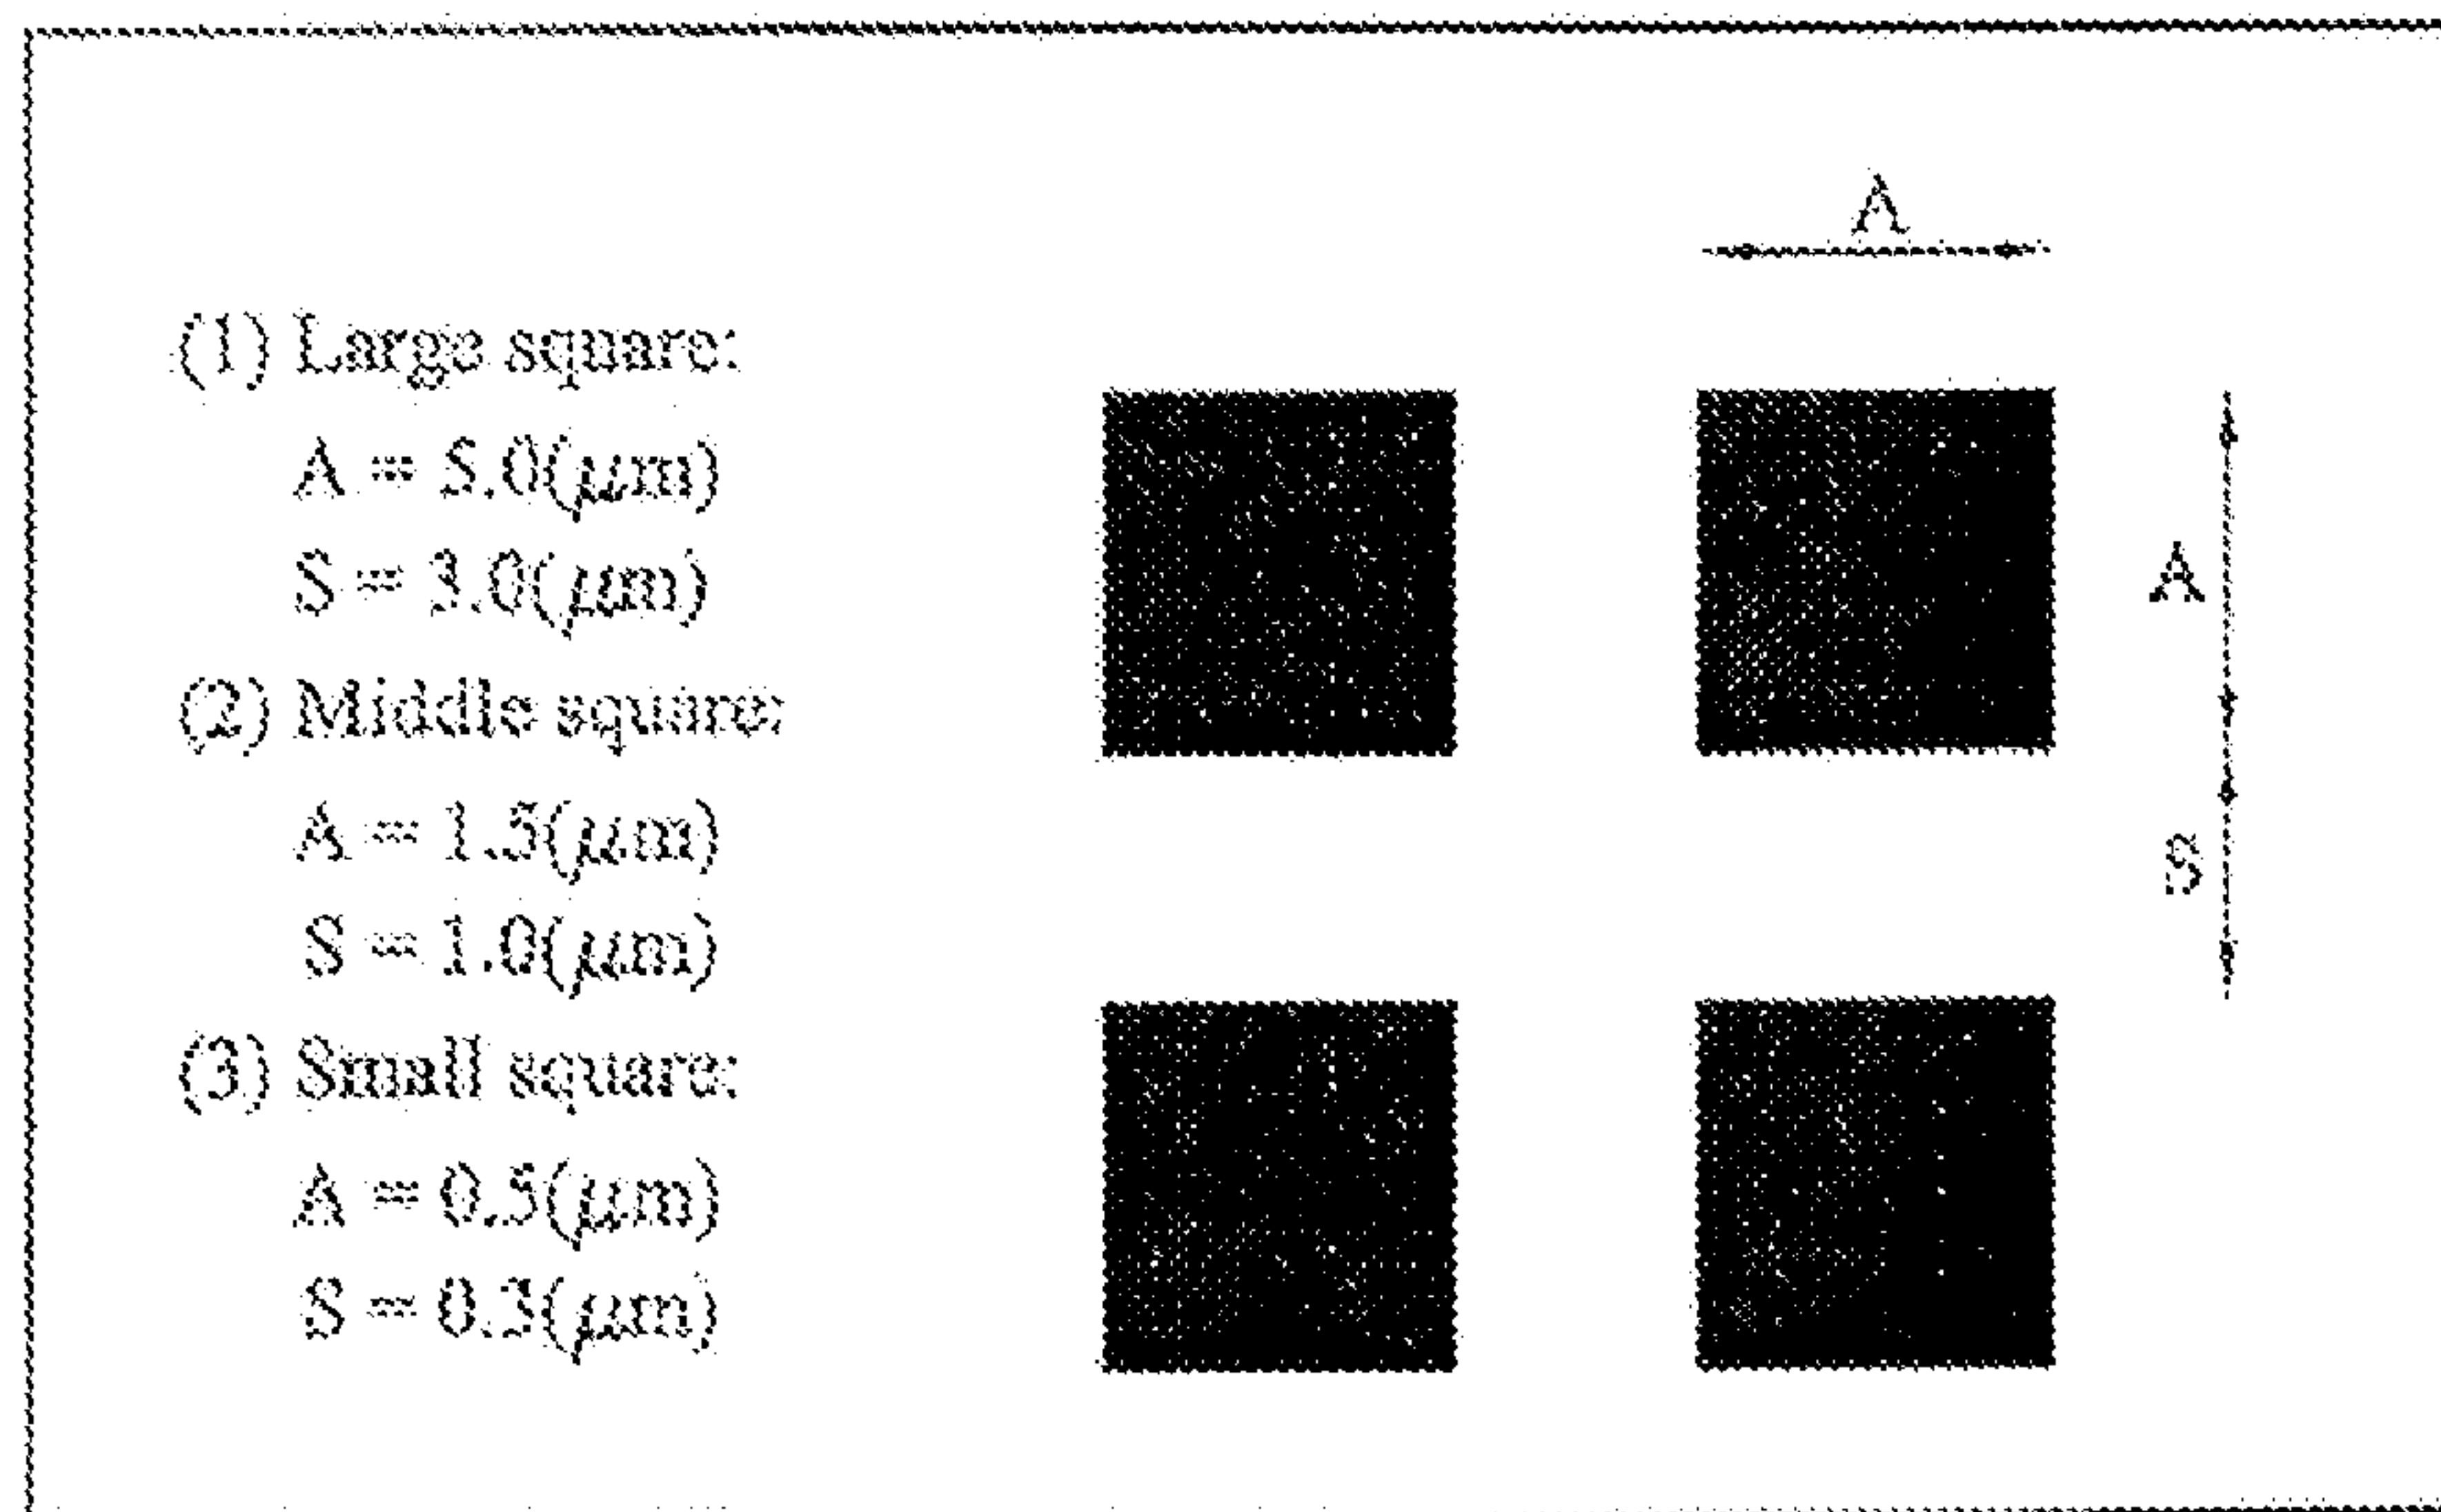 A
(1) Large square:
A = 5.0(μm)
S = 3.0(μm)
A
(2) Middle square:
A = 1.5(μm)
S
S = 1.0(μm)
(3) Small square:
A = 0.5(μm)
S = 0.3(μm)